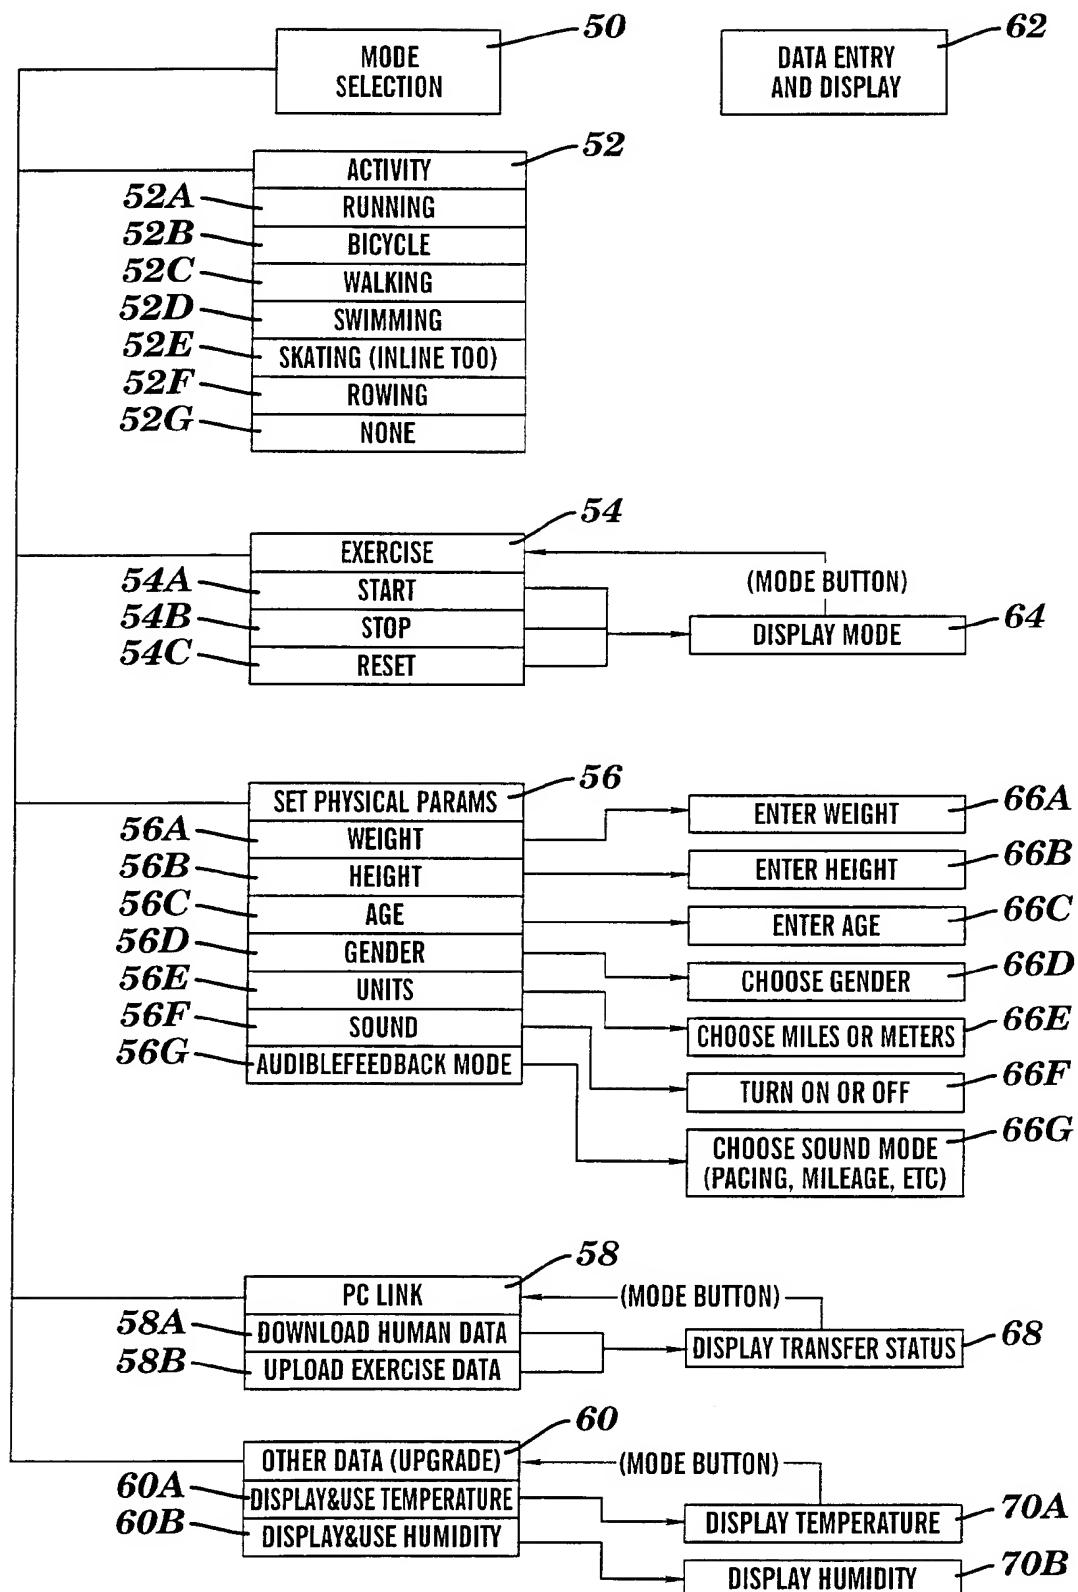 50
MODE
SELECTION
62
DATA ENTRY
AND DISPLAY
52
ACTIVITY
52A
RUNNING
52B
BICYCLE
52C
WALKING
52D
SWIMMING
52E
SKATING (INLINE TOO)
52F
ROWING
52G
NONE
54
EXERCISE
(MODE BUTTON)
54A
START
54B
STOP
DISPLAY MODE
64
54C
RESET
56
SET PHYSICAL PARAMS
56A
WEIGHT
ENTER WEIGHT
66A
56B
HEIGHT
ENTER HEIGHT
66B
56C
AGE
ENTER AGE
66C
56D
GENDER
CHOOSE GENDER
66D
56E
UNITS
CHOOSE MILES OR METERS
66E
56F
SOUND
TURN ON OR OFF
66F
56G
AUDIBLEFEEDBACK MODE
CHOOSE SOUND MODE
(PACING, MILEAGE, ETC)
66G
58
PC LINK
(MODE BUTTON)
58A
DOWNLOAD HUMAN DATA
58B
UPLOAD EXERCISE DATA
DISPLAY TRANSFER STATUS
68
60
OTHER DATA (UPGRADE)
(MODE BUTTON)
60A
DISPLAY&USE TEMPERATURE
DISPLAY TEMPERATURE
70A
60B
DISPLAY&USE HUMIDITY
DISPLAY HUMIDITY
70B